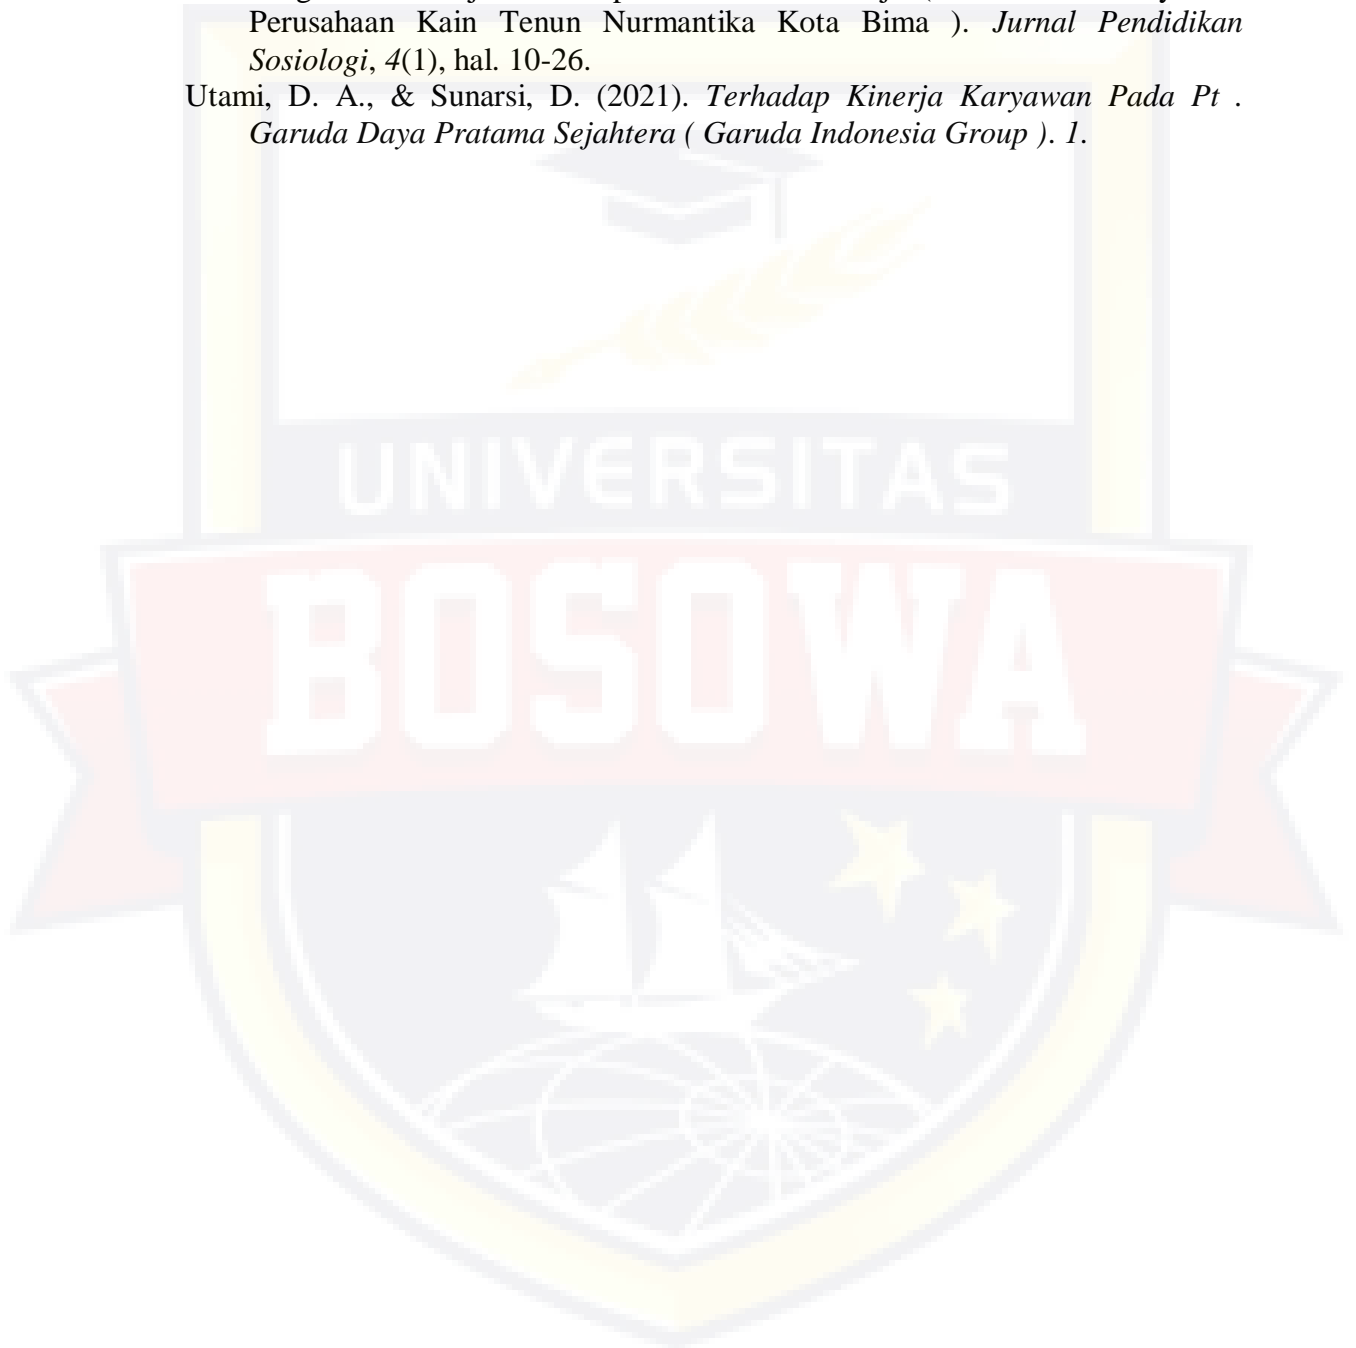 Perusahaan Kain Tenun Nurmantika Kota Bima ). Jurnal Pendidikan
Sosiologi, 4(1), hal. 10-26.
Utami, D. A., & Sunarsi, D. (2021). Terhadap Kinerja Karyawan Pada Pt .
Garuda Daya Pratama Sejahtera ( Garuda Indonesia Group ). 1.
UNIVERSITAS
BOSOWA